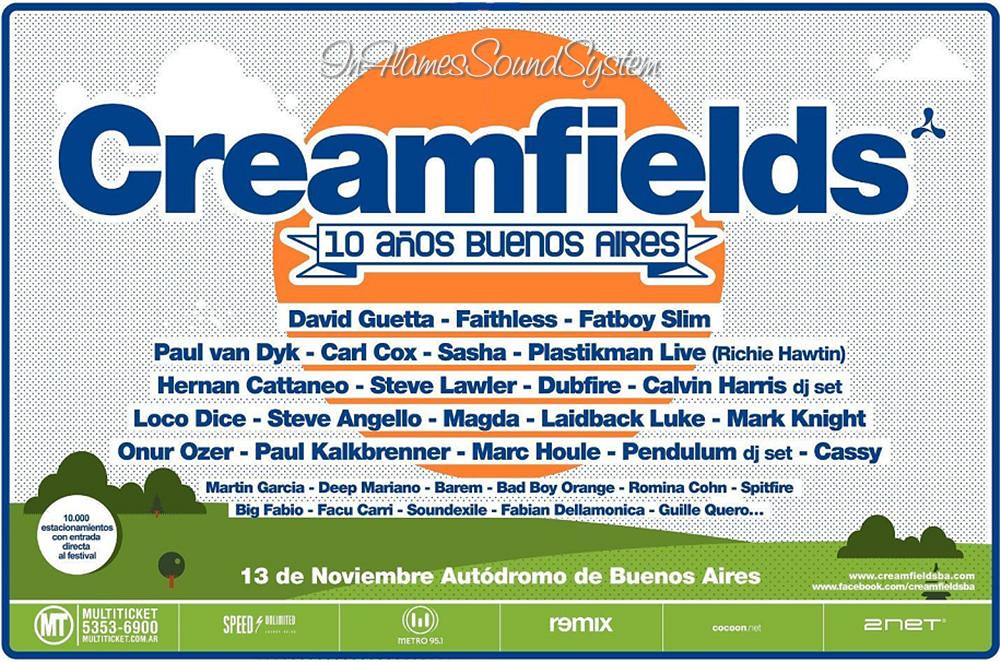 InFlamesSoundSystem
Creamfields
10 años Buenos Aires
David Guetta - Faithless - Fatboy Slim
Paul van Dyk - Carl Cox - Sasha - Plastikman Live (Richie Hawtin)
Hernan Cattaneo - Steve Lawler - Dubfire - Calvin Harris dj set
Loco Dice - Steve Angello - Magda - Laidback Luke - Mark Knight
Onur Ozer - Paul Kalkbrenner - Marc Houle - Pendulum dj set - Cassy
Martin Garcia - Deep Mariano - Barem - Bad Boy Orange - Romina Cohn - Spitfire
Big Fabio - Facu Carri - Soundexile - Fabian Dellamonica - Guille Quero...
10.000
estacionamientos
con entrada
directa
al festival
13 de Noviembre Autódromo de Buenos Aires
www.creamfieldsba.com
www.facebook.com/creamfieldsba
MT MULTITICKET
5353-6900
MULTITICKET.COM.AR
SPEED UNLIMITED
METRO 95.1
remix
cocoon.net
2NET